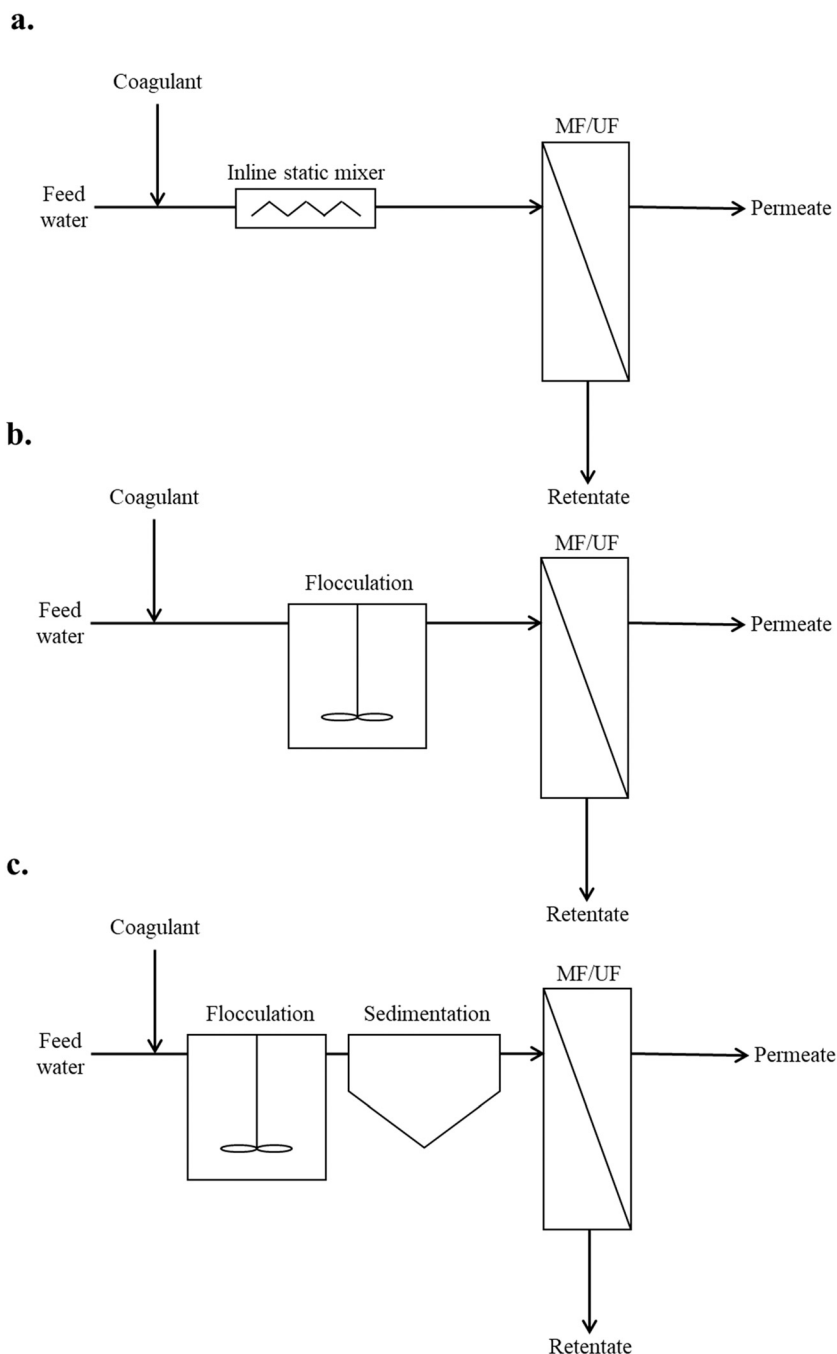 a.
Coagulant
MF/UF
Inline static mixer
Feed
water
Permeate
Retentate
b.
Coagulant
MF/UF
Flocculation
Feed
water
Permeate
Retentate
c.
Coagulant
MF/UF
Flocculation
Sedimentation
Feed
water
Permeate
Retentate